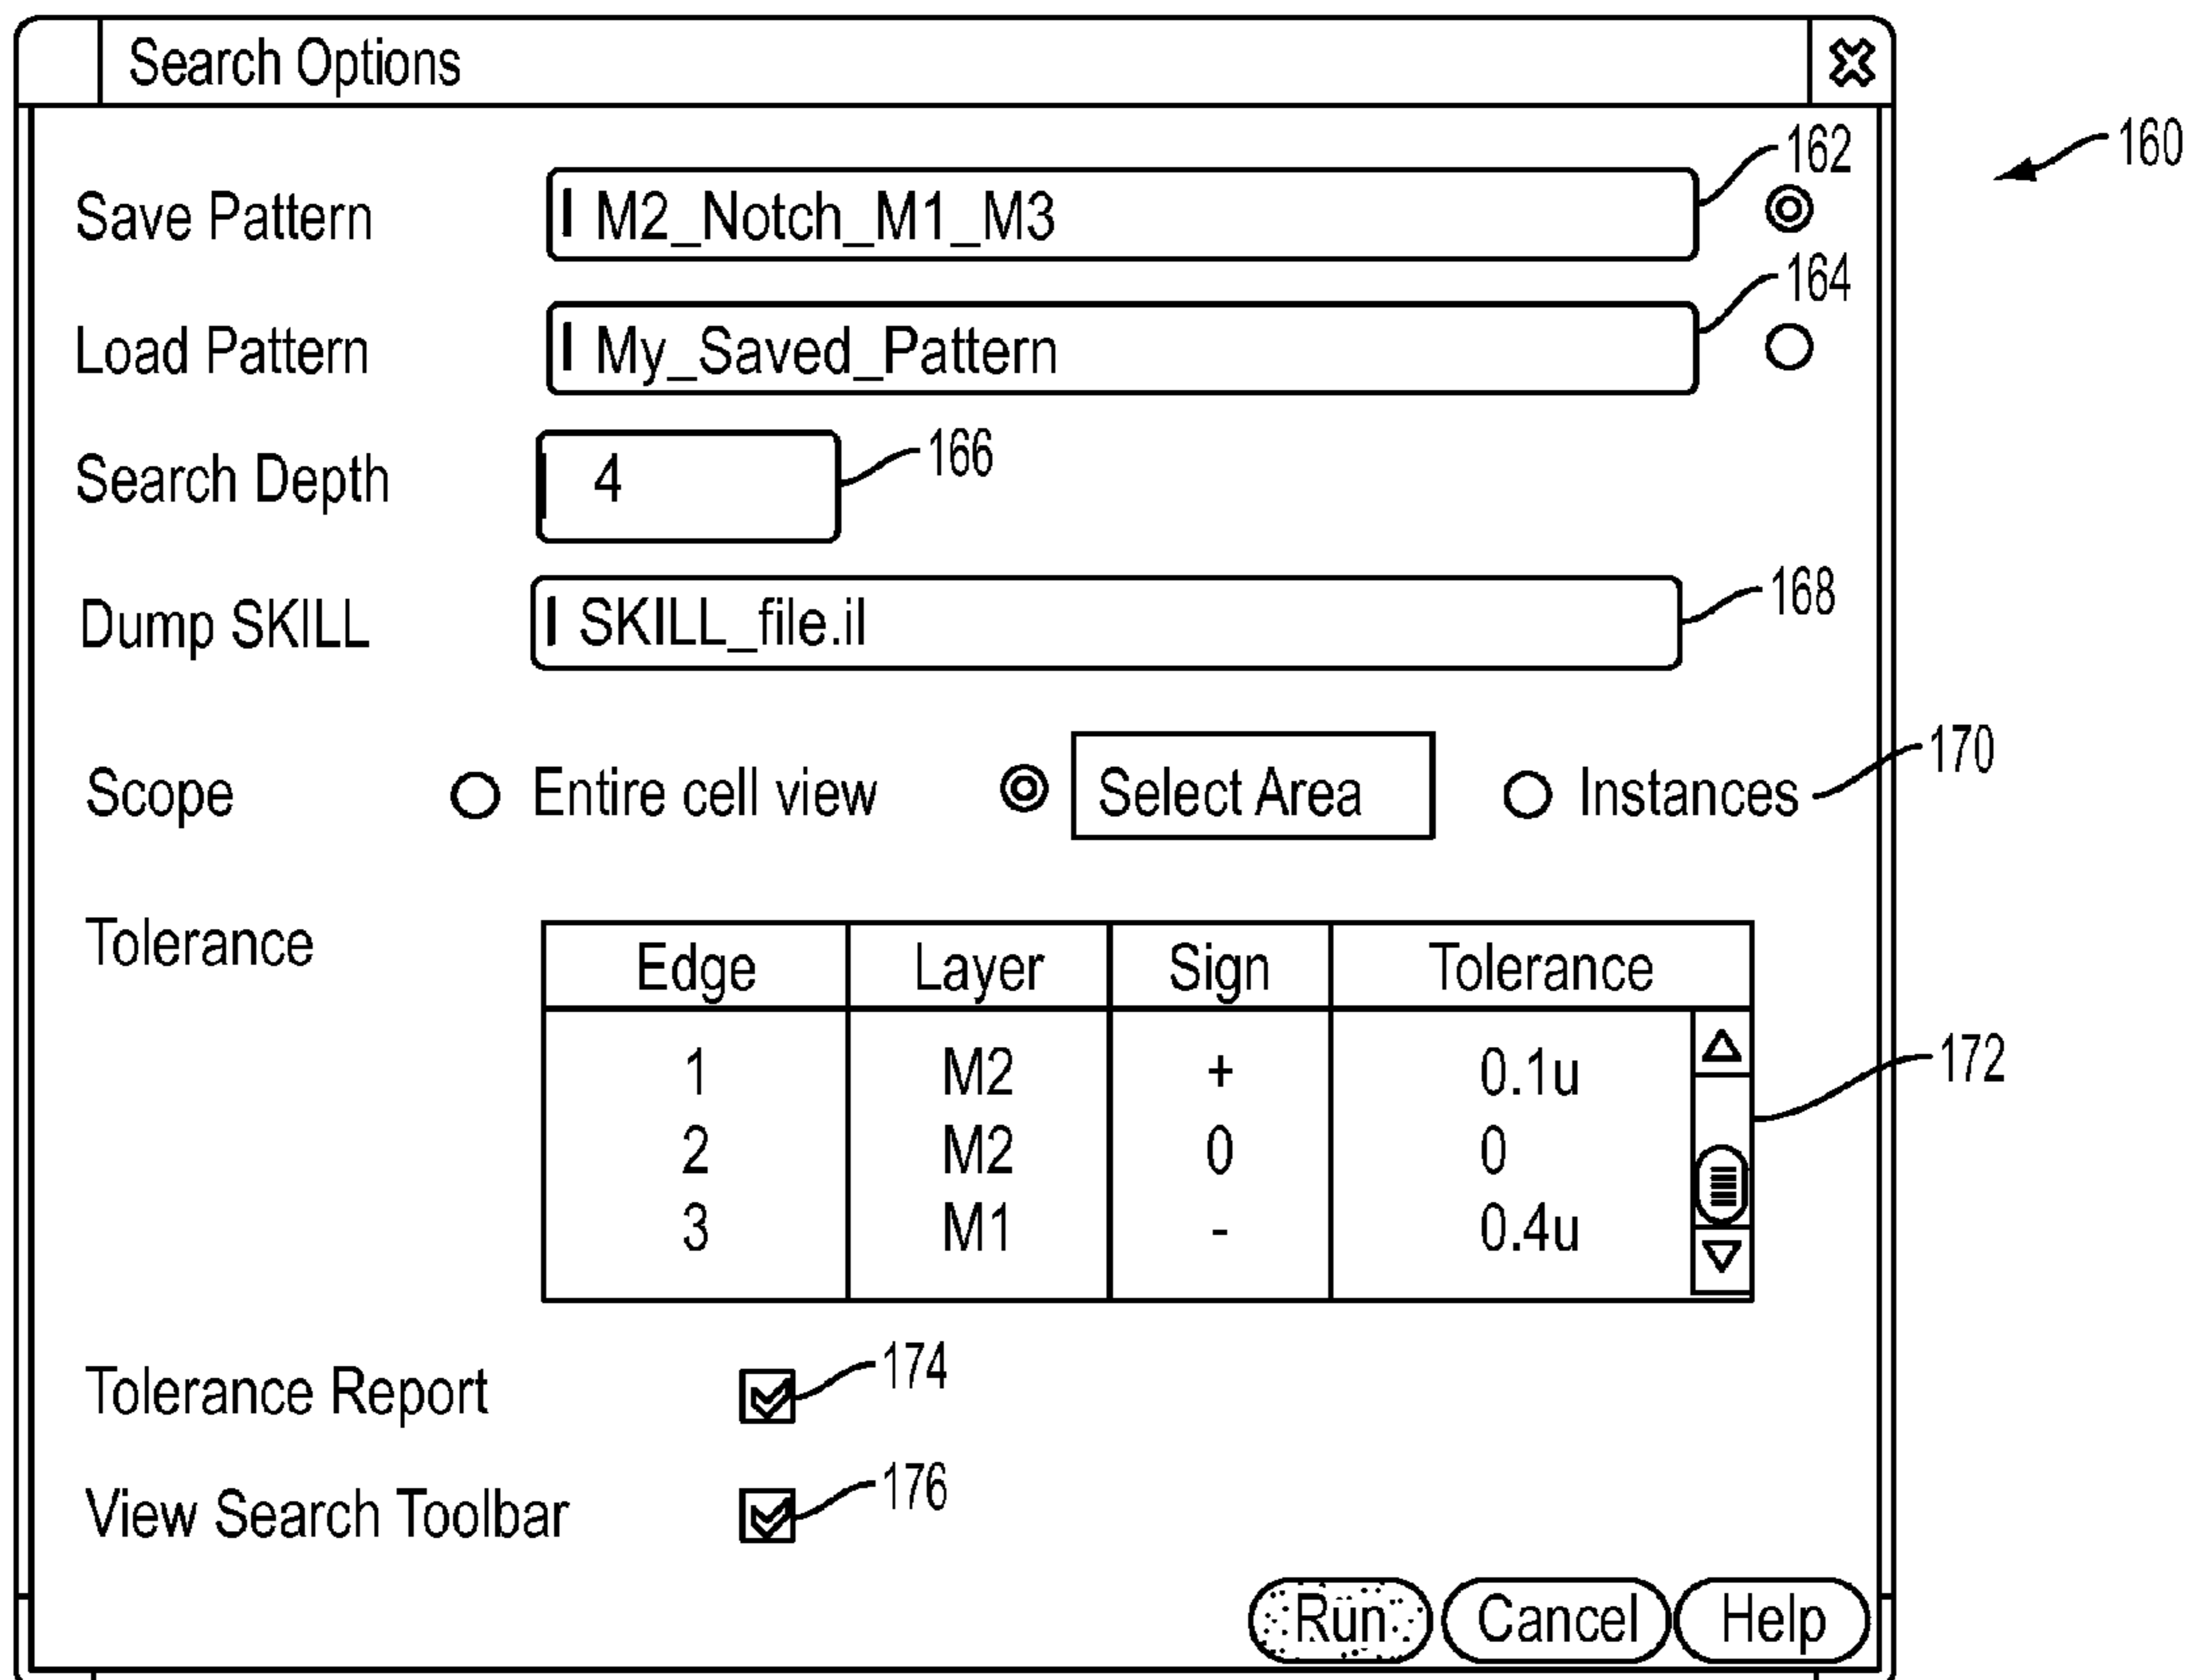 Search Options
160
Save Pattern M2_Notch_M1_M3 162
Load Pattern My_Saved_Pattern 164
Search Depth 4 166
Dump SKILL SKILL_file.il 168
Scope Entire cell view Select Area Instances 170
Tolerance
Edge Layer Sign Tolerance
1 M2 + 0.1u
2 M2 0 0
3 M1 - 0.4u
172
Tolerance Report 174
View Search Toolbar 176
Run Cancel Help